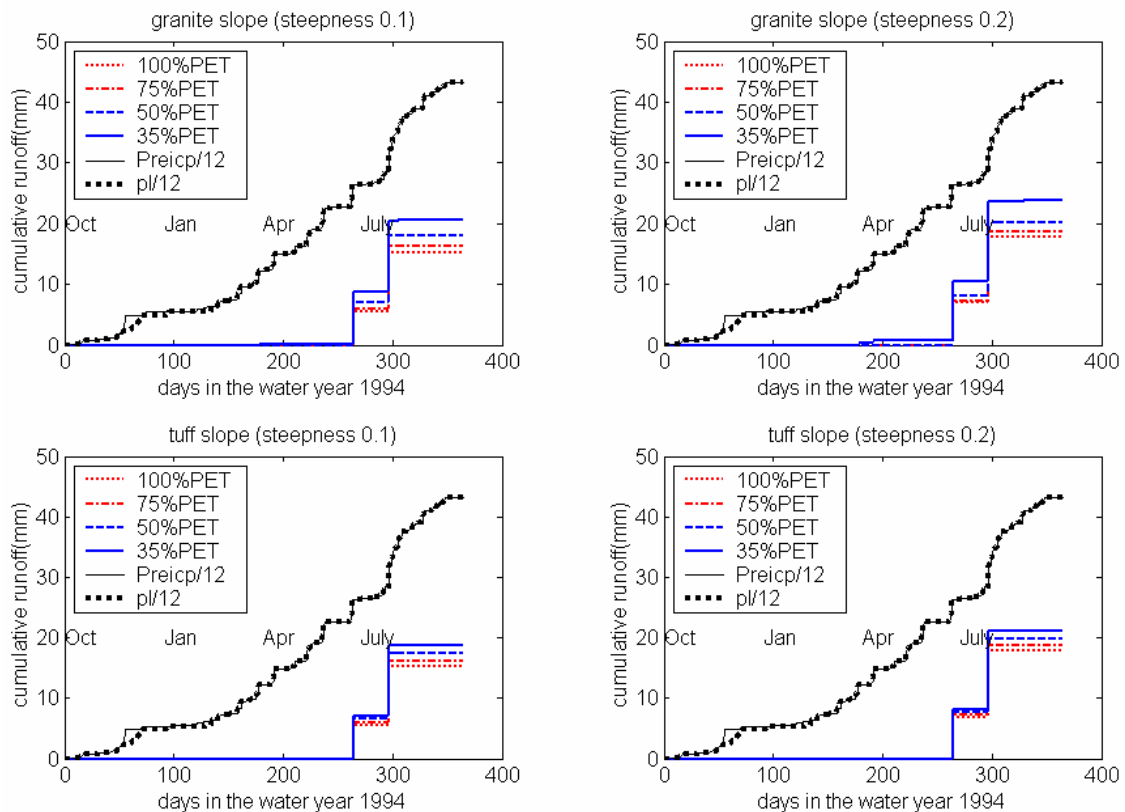 granite slope (steepness 0.1)
50
40
30
20
10
0
cumulative runoff(mm)
100%PET
75%PET
50%PET
35%PET
Preicp/12
pl/12
Oct Jan Apr July
0 100 200 300 400
days in the water year 1994
granite slope (steepness 0.2)
50
40
30
20
10
0
cumulative runoff(mm)
100%PET
75%PET
50%PET
35%PET
Preicp/12
pl/12
Oct Jan Apr July
0 100 200 300 400
days in the water year 1994
tuff slope (steepness 0.1)
50
40
30
20
10
0
cumulative runoff(mm)
100%PET
75%PET
50%PET
35%PET
Preicp/12
pl/12
Oct Jan Apr July
0 100 200 300 400
days in the water year 1994
tuff slope (steepness 0.2)
50
40
30
20
10
0
cumulative runoff(mm)
100%PET
75%PET
50%PET
35%PET
Preicp/12
pl/12
Oct Jan Apr July
0 100 200 300 400
days in the water year 1994